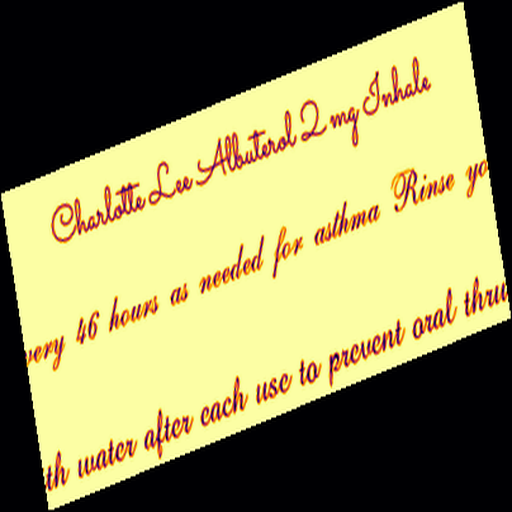 Charlotte Lee Albuterol 2 mg Inhale
very 46 hours as needed for asthma Rinse yo
th water after each use to prevent oral thru